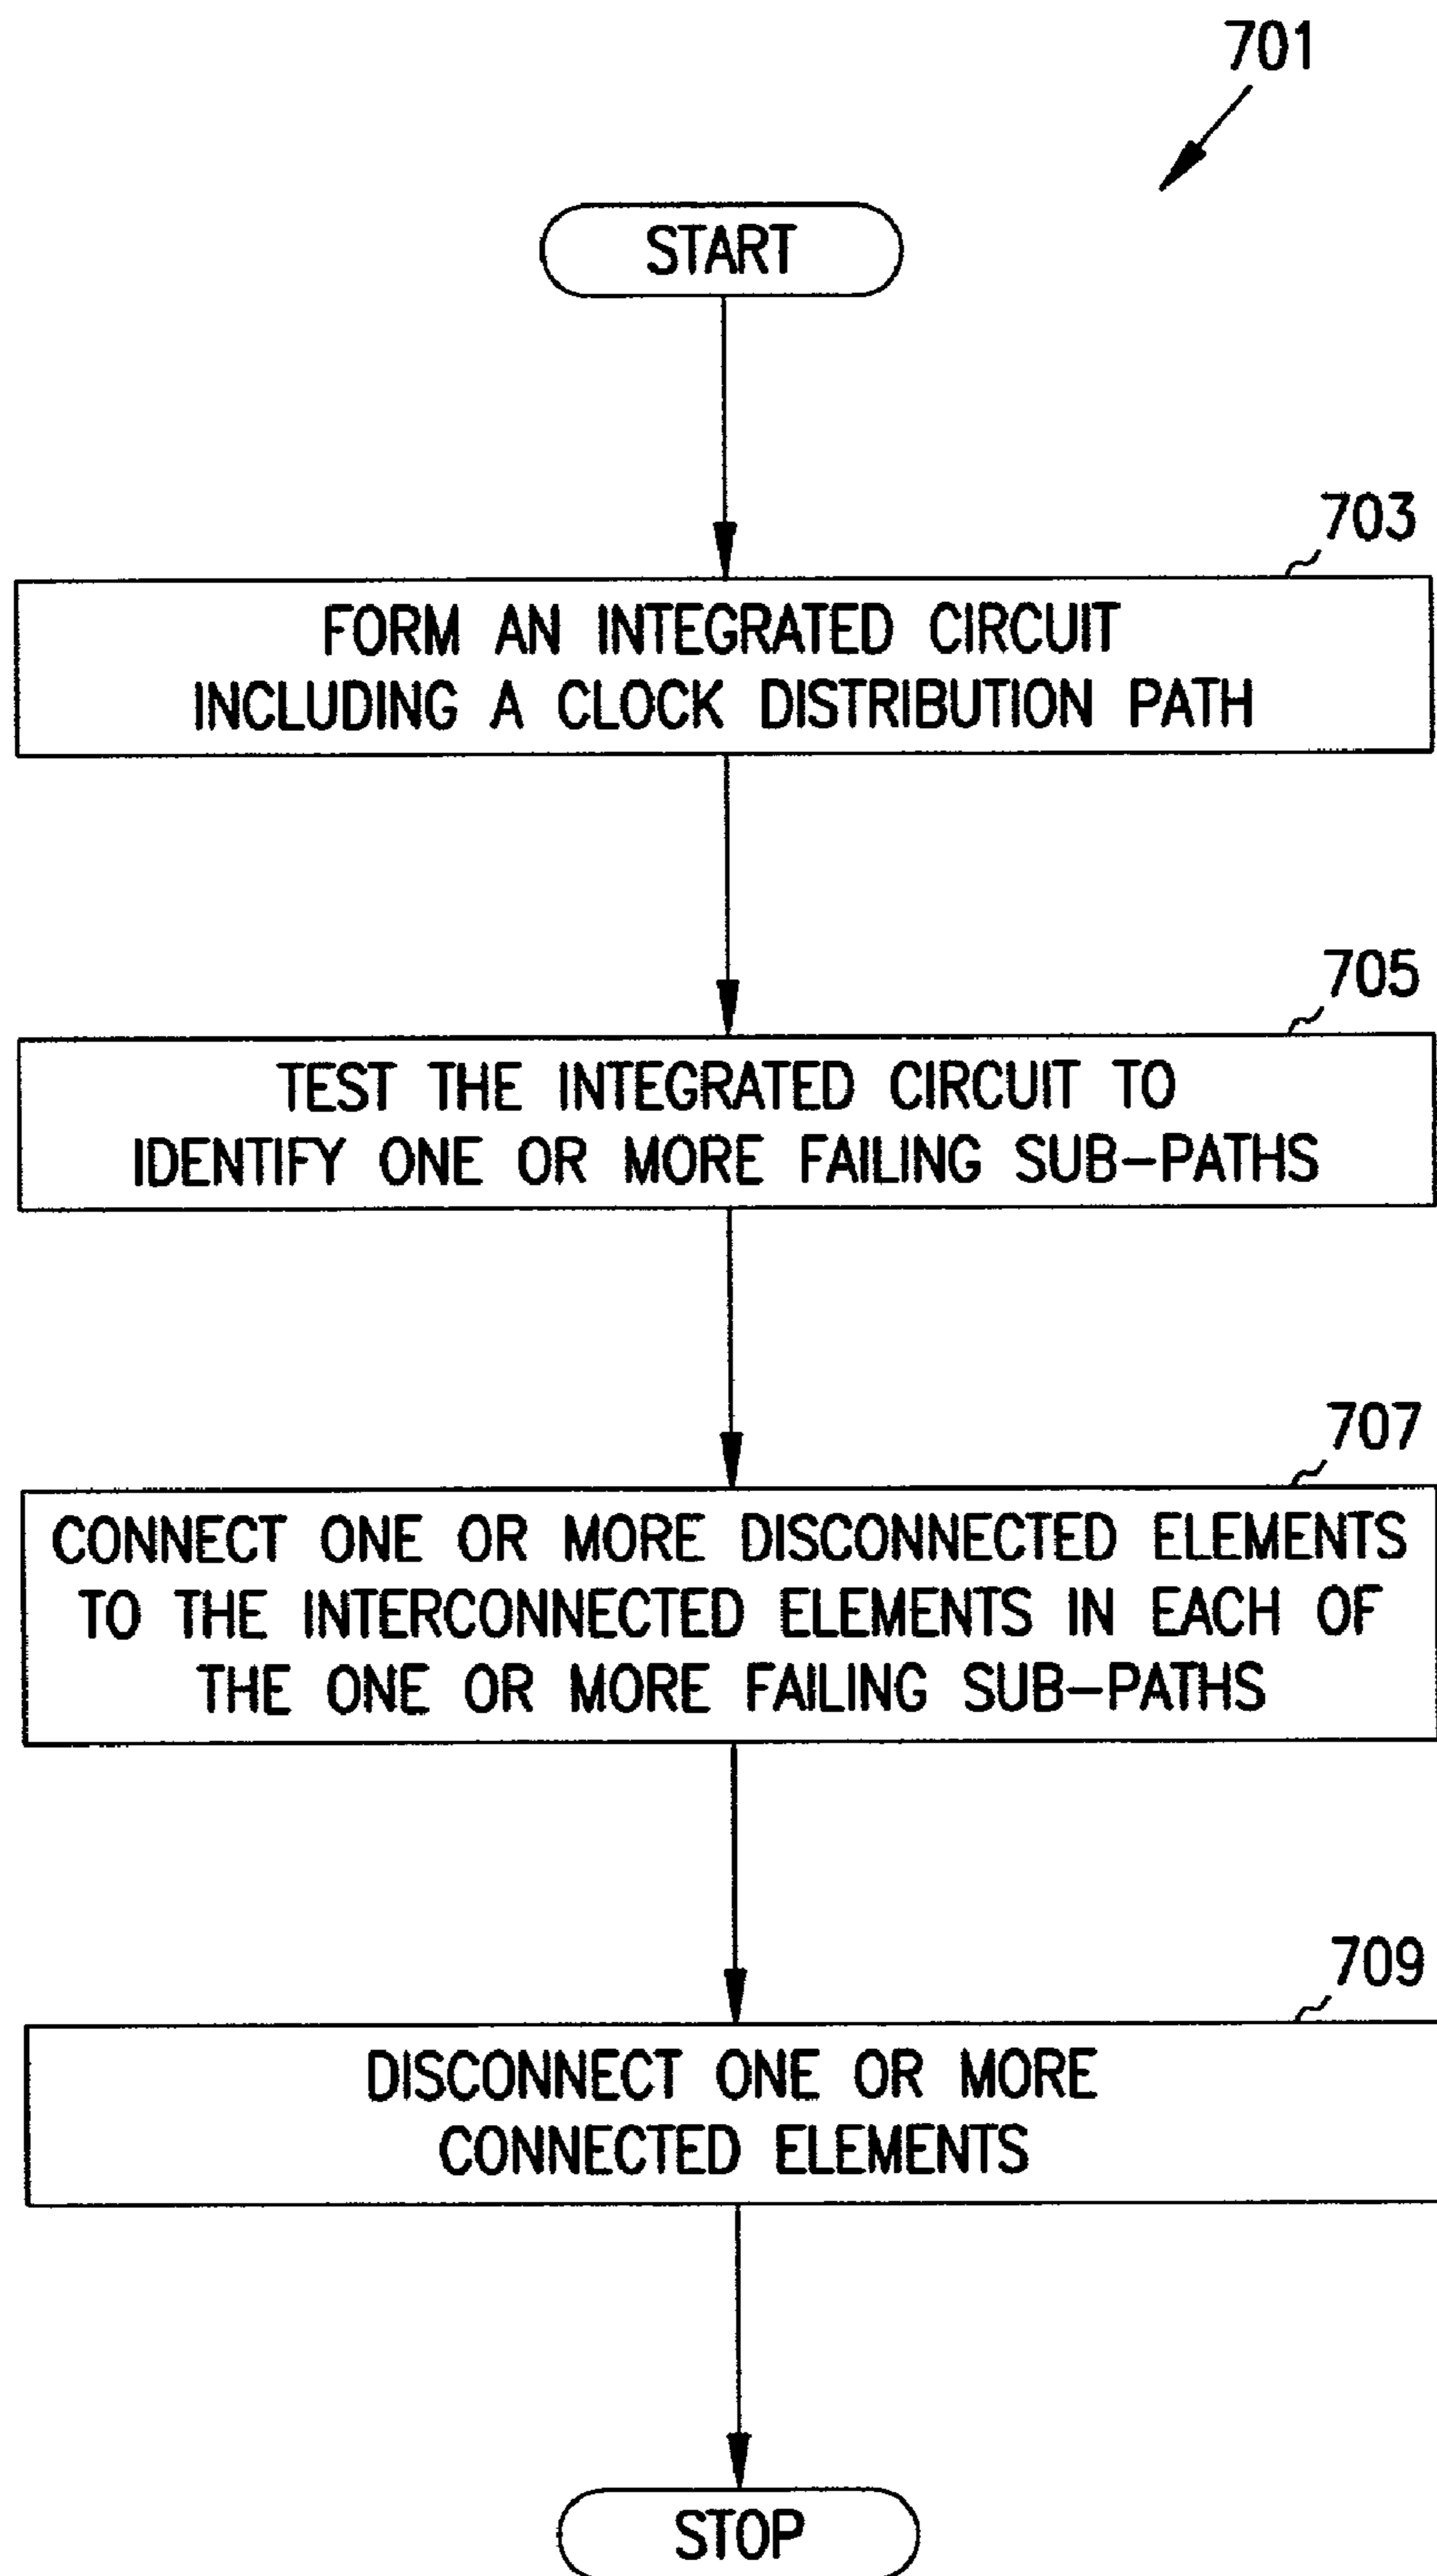 701
START
703
FORM AN INTEGRATED CIRCUIT
INCLUDING A CLOCK DISTRIBUTION PATH
705
TEST THE INTEGRATED CIRCUIT TO
IDENTIFY ONE OR MORE FAILING SUB-PATHS
707
CONNECT ONE OR MORE DISCONNECTED ELEMENTS
TO THE INTERCONNECTED ELEMENTS IN EACH OF
THE ONE OR MORE FAILING SUB-PATHS
709
DISCONNECT ONE OR MORE
CONNECTED ELEMENTS
STOP